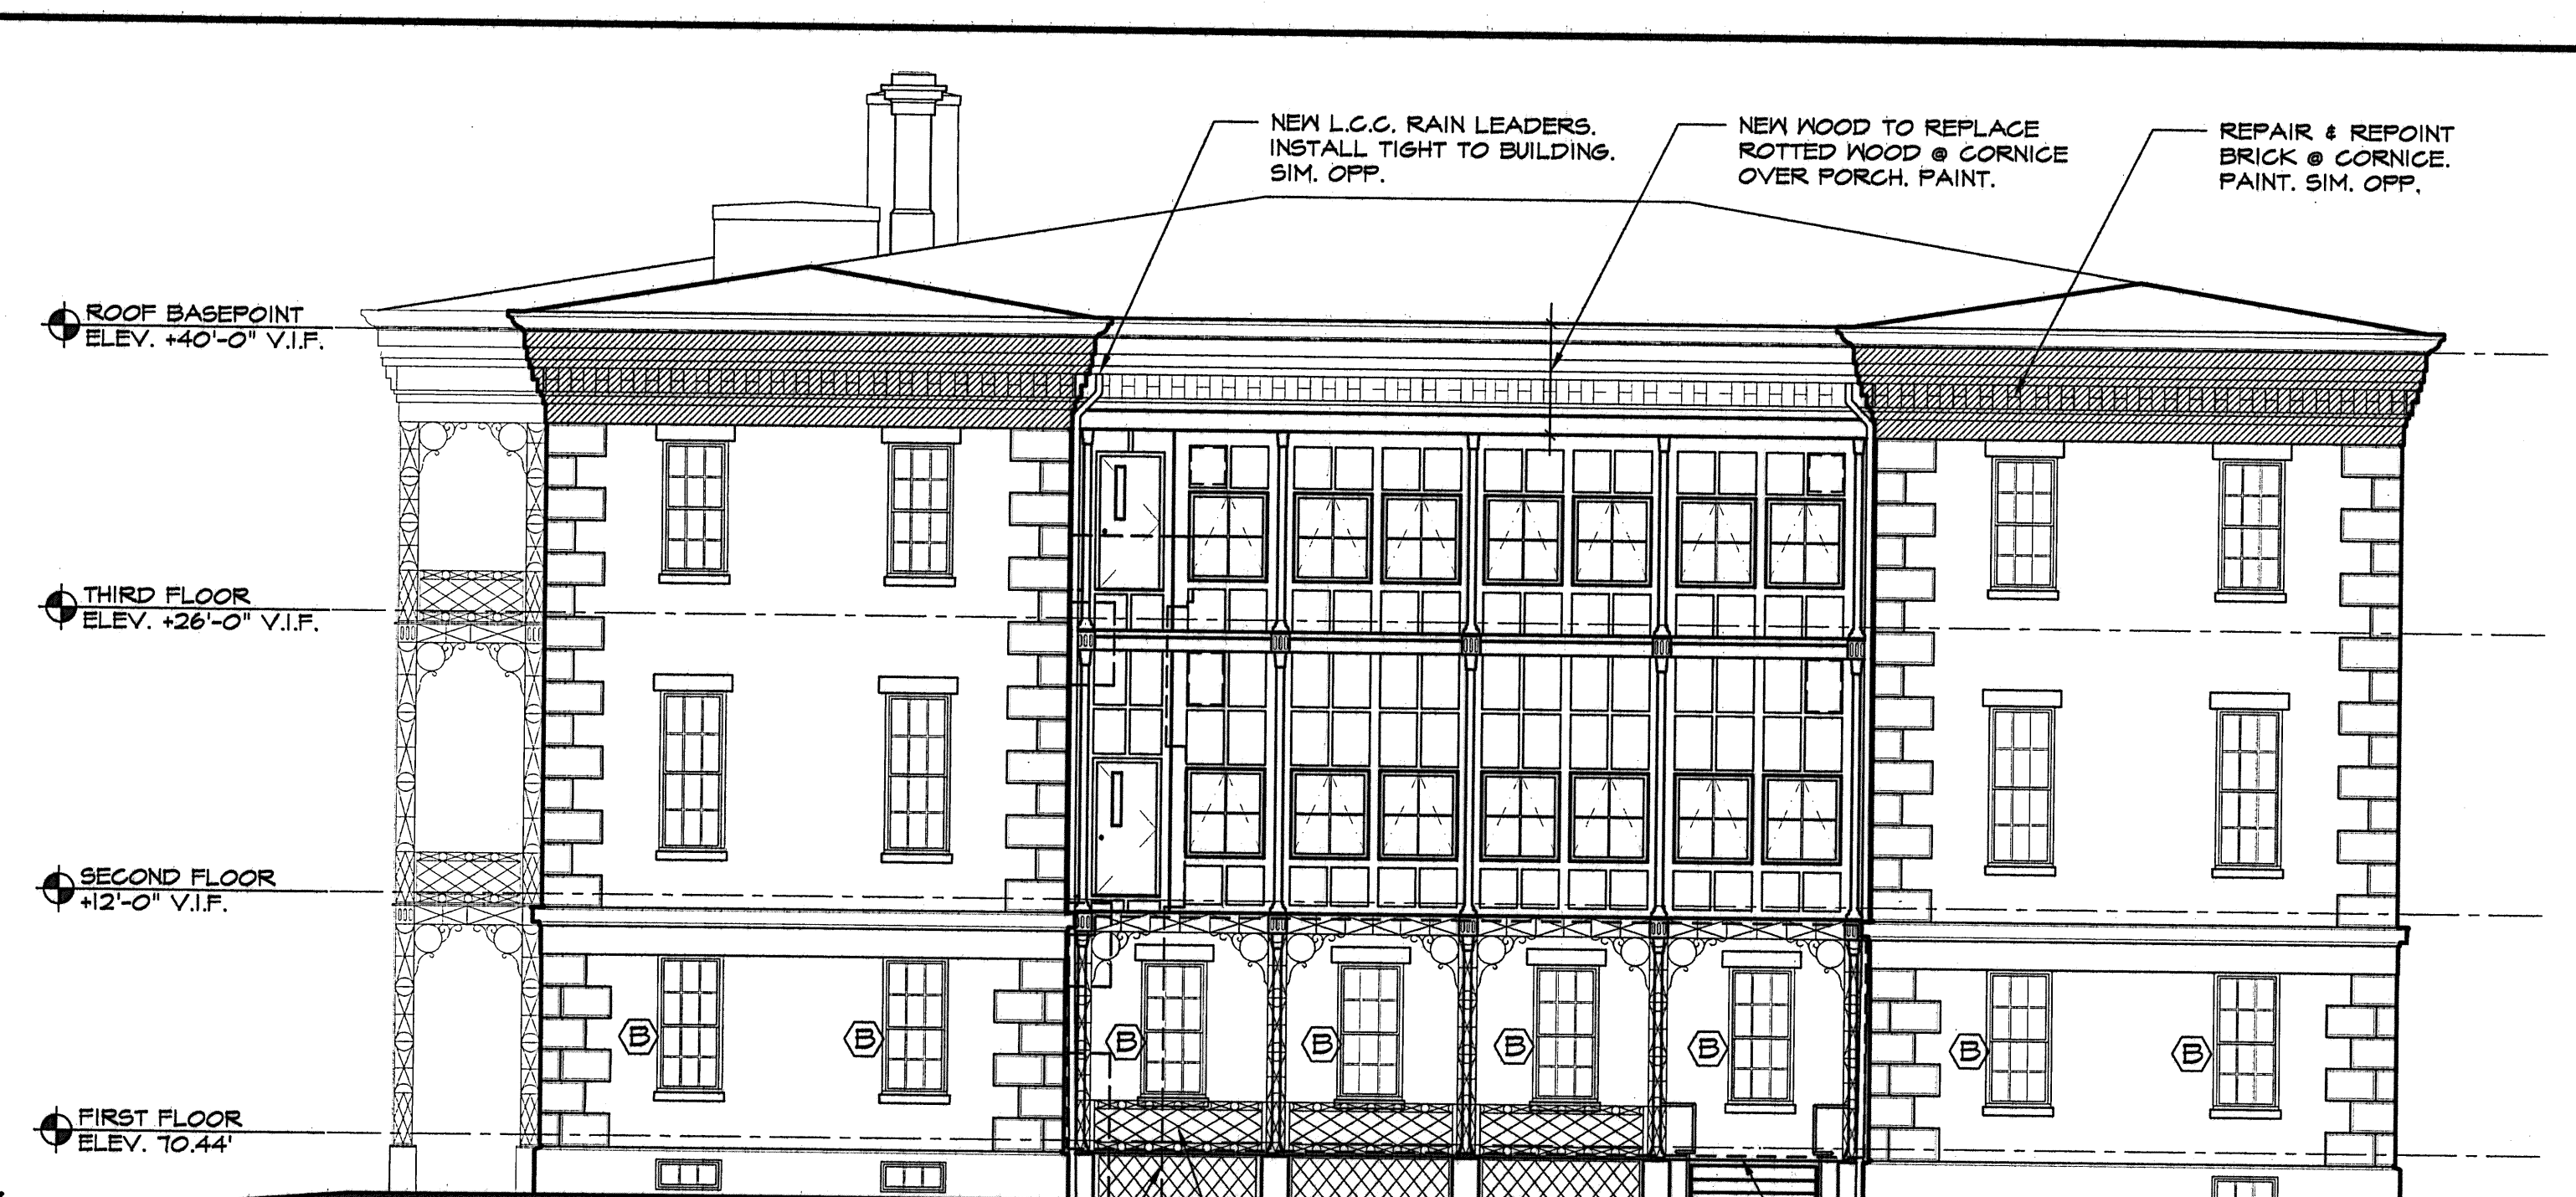 NEW L.C.C. RAIN LEADERS.
INSTALL TIGHT TO BUILDING.
SIM. OPP.
NEW WOOD TO REPLACE
ROTTED WOOD @ CORNICE
OVER PORCH. PAINT.
REPAIR & REPOINT
BRICK @ CORNICE.
PAINT. SIM. OPP.
ROOF BASEPOINT
ELEV. +40'-0" V.I.F.
THIRD FLOOR
ELEV. +26'-0" V.I.F.
SECOND FLOOR
+12'-0" V.I.F.
B B B B B B B B
FIRST FLOOR
ELEV. 70.44'